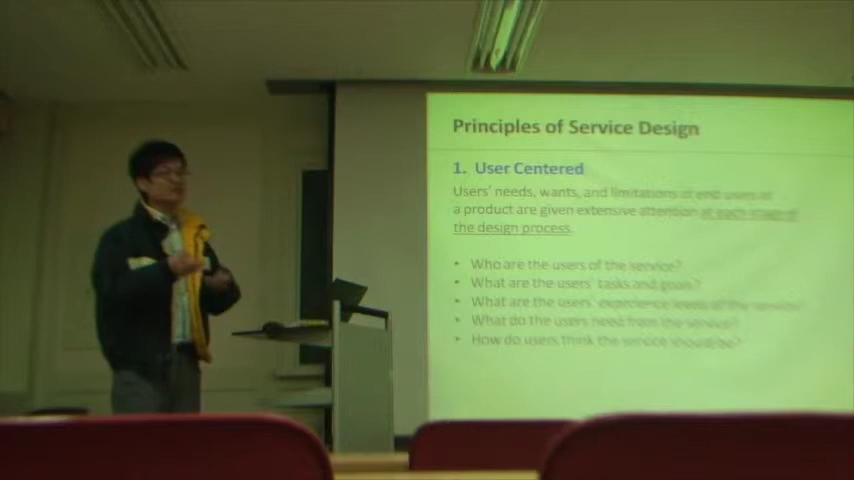 Principles of Service Design
1. User Centered
Users' needs, wants, and limitations of end users of
a product are given extensive attention at each stage of
the design process.
• Who are the users of the service?
• What are the users' tasks and goals?
• What are the users' experience levels of the service?
• What do the users need from the service?
• How do users think the service should be?